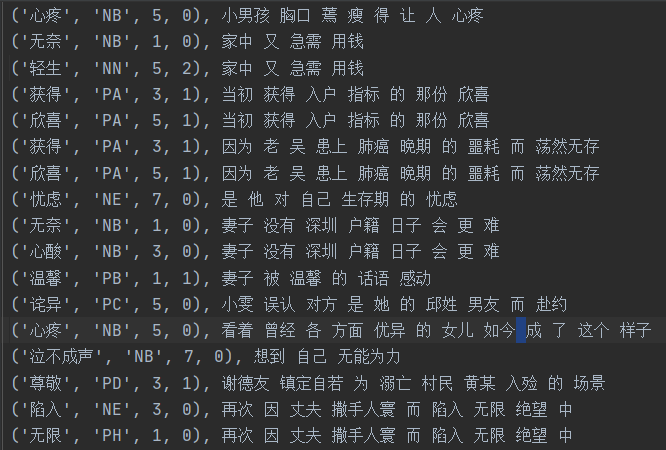 ('心疼', 'NB', 5, 0), 小男孩 胸口 蔫 瘦 得 让 人 心疼
('无奈', 'NB', 1, 0), 家中 又 急需 用钱
('轻生', 'NN', 5, 2), 家中 又 急需 用钱
('获得', 'PA', 3, 1), 当初 获得 入户 指标 的 那份 欣喜
('欣喜', 'PA', 5, 1), 当初 获得 入户 指标 的 那份 欣喜
('获得', 'PA', 3, 1), 因为 老 吴 患上 肺癌 晚期 的 噩耗 而 荡然无存
('欣喜', 'PA', 5, 1), 因为 老 吴 患上 肺癌 晚期 的 噩耗 而 荡然无存
('忧虑', 'NE', 7, 0), 是 他 对 自己 生存期 的 忧虑
('无奈', 'NB', 1, 0), 妻子 没有 深圳 户籍 日子 会 更 难
('心酸', 'NB', 3, 0), 妻子 没有 深圳 户籍 日子 会 更 难
('温馨', 'PB', 1, 1), 妻子 被 温馨 的 话语 感动
('诧异', 'PC', 5, 0), 小雯 误认 对方 是 她 的 邱姓 男友 而 赴约
('心疼', 'NB', 5, 0), 看着 曾经 各 方面 优异 的 女儿 如今 成 了 这个 样子
('泣不成声', 'NB', 7, 0), 想到 自己 无能为力
('尊敬', 'PD', 3, 1), 谢德友 镇定自若 为 溺亡 村民 黄某 入殓 的 场景
('陷入', 'NE', 3, 0), 再次 因 丈夫 撒手人寰 而 陷入 无限 绝望 中
('无限', 'PH', 1, 0), 再次 因 丈夫 撒手人寰 而 陷入 无限 绝望 中